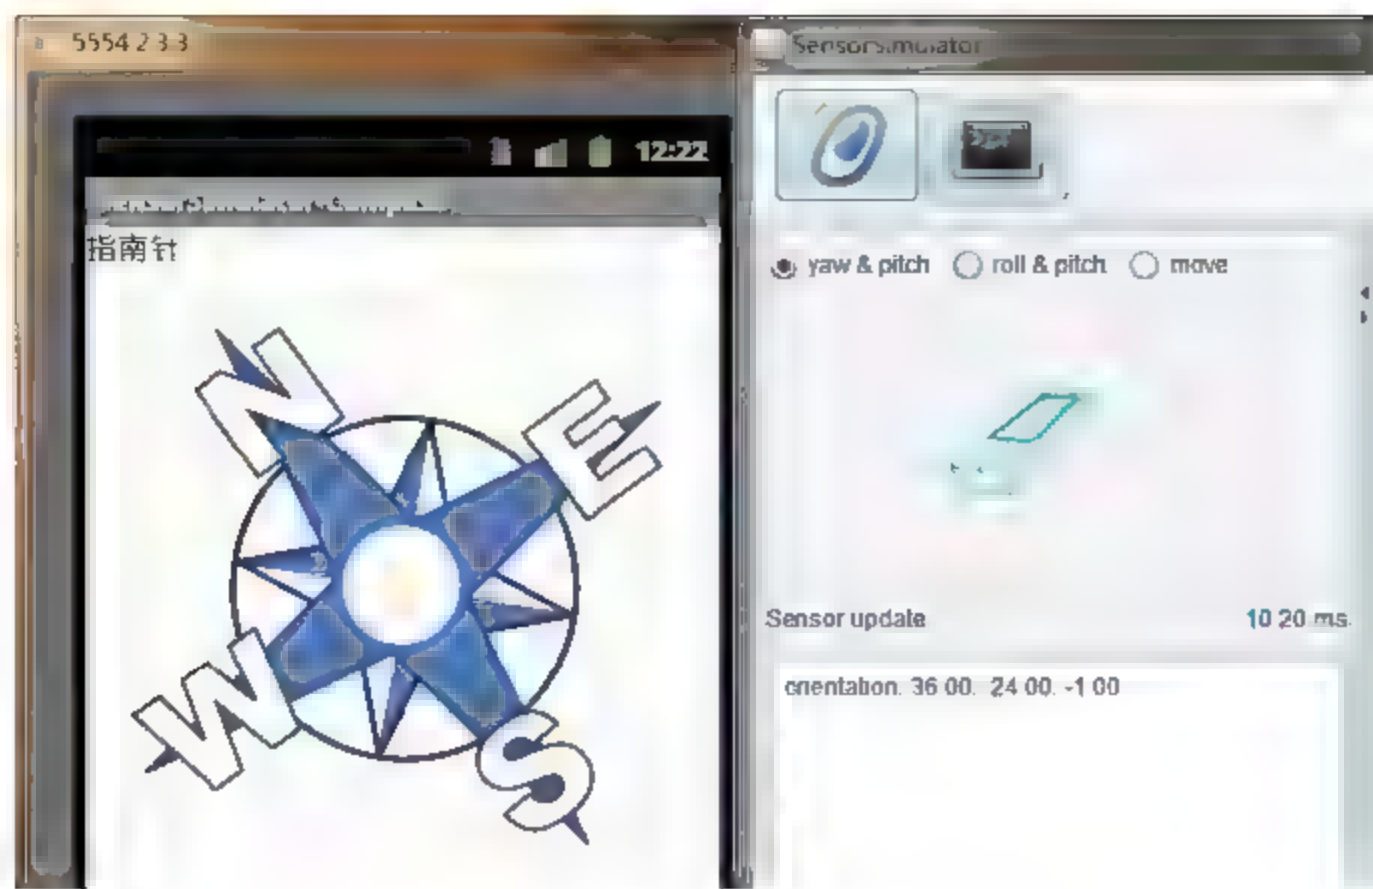 5554 2 3 3
12:22
指南针
N
E
W
S
Sensorsimulator
yaw & pitch
roll & pitch
move
Sensor update
10 20 ms
orientation. 36 00. 24 00. -1 00